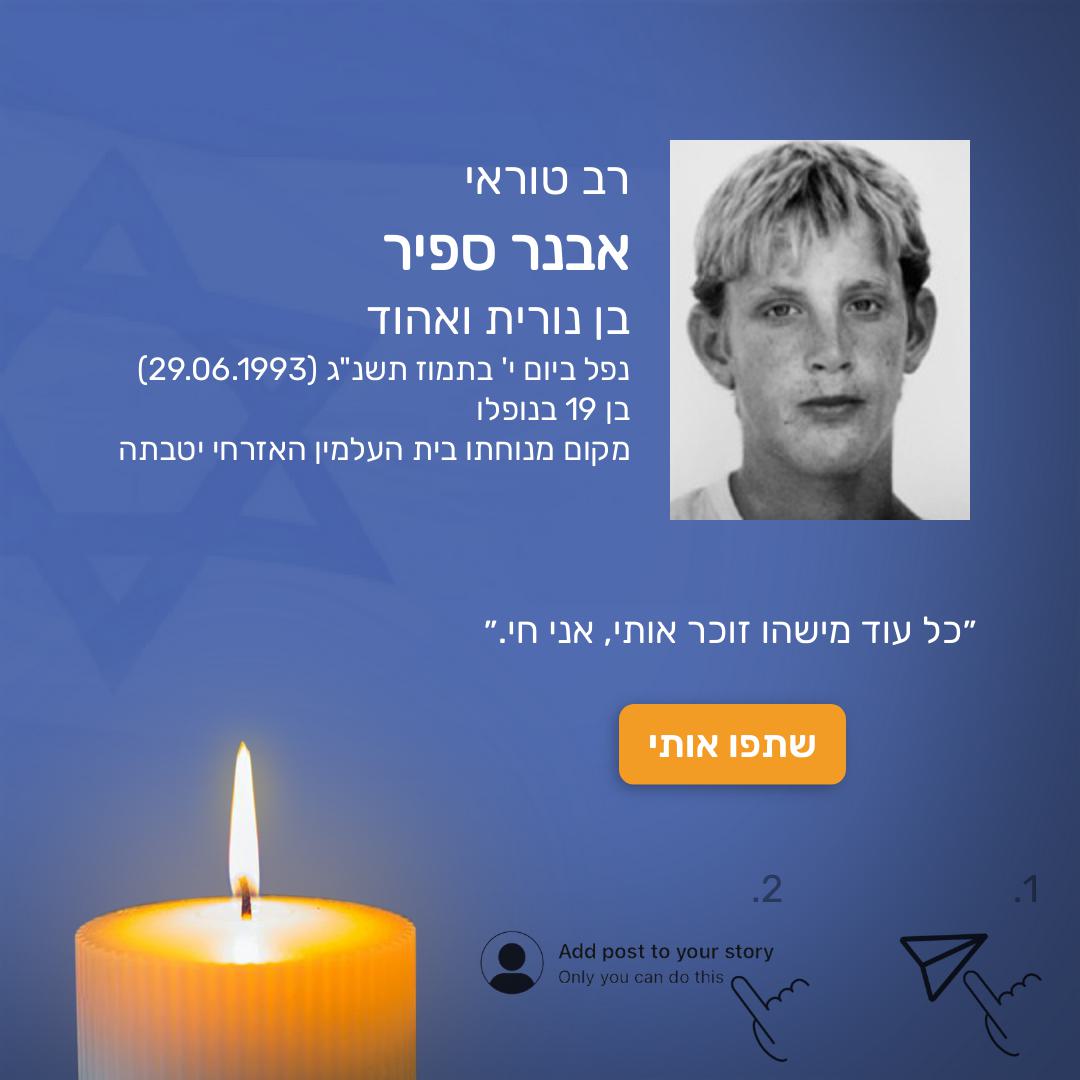 רב טוראי
אבנר ספיר
בן נורית ואהוד
נפל ביום י' בתמוז תשנ"ג (29.06.1993)
בן 19 בנופלו
מקום מנוחתו בית העלמין האזרחי יטבתה
״כל עוד מישהו זוכר אותי, אני חי.״
שתפו אותי
.1
.2
Add post to your story
Only you can do this